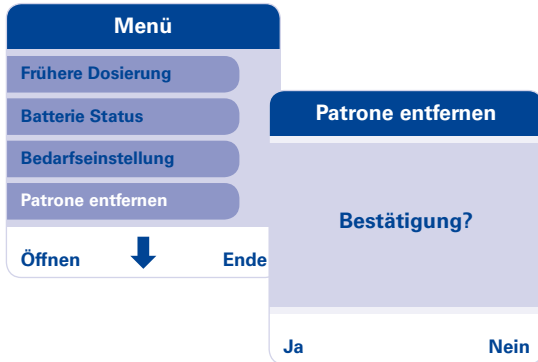 Menü
Frühere Dosierung
Batterie Status
Bedarfseinstellung
Patrone entfernen
Öffnen Ende
Patrone entfernen
Bestätigung?
Ja Nein